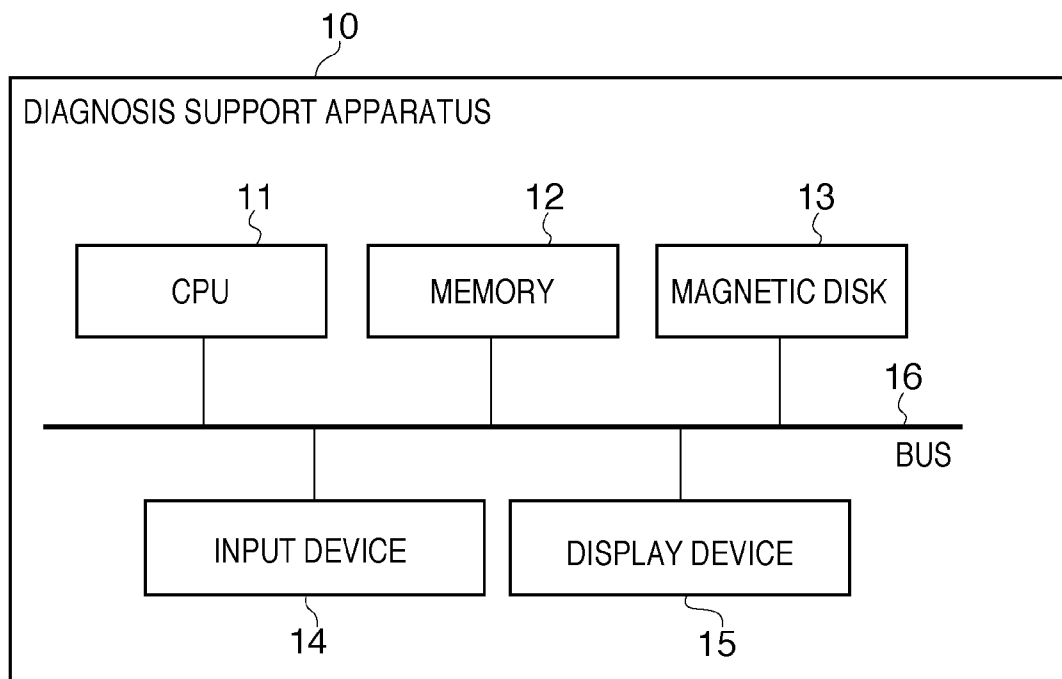 10
DIAGNOSIS SUPPORT APPARATUS
11
12
13
CPU
MEMORY
MAGNETIC DISK
16
BUS
INPUT DEVICE
DISPLAY DEVICE
14
15